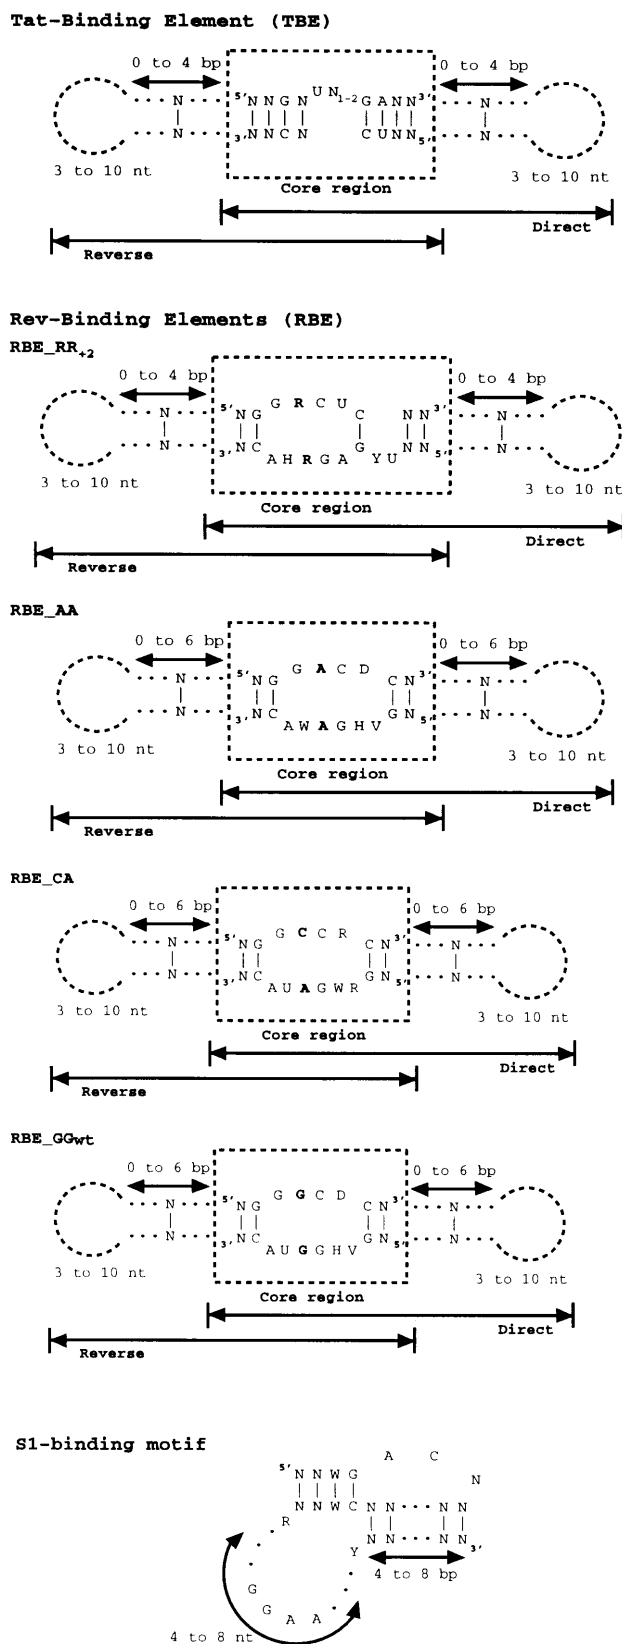 Tat-Binding Element (TBE)
0 to 4 bp 0 to 4 bp
N 5' N N G N U N1-2 G A N N 3' N
N 3' N N C N C U N N 5' N
3 to 10 nt 3 to 10 nt
Core region
Direct
Reverse
Rev-Binding Elements (RBE)
RBE_RR+2
0 to 4 bp 0 to 4 bp
N 5' N G G R C U C N N 3' N
N 3' N C A H R G A G Y U N N 5' N
3 to 10 nt 3 to 10 nt
Core region
Direct
Reverse
RBE_AA
0 to 6 bp 0 to 6 bp
N 5' N G G A C D C N 3' N
N 3' N C A W A G H V G N 5' N
3 to 10 nt 3 to 10 nt
Core region
Direct
Reverse
RBE_CA
0 to 6 bp 0 to 6 bp
N 5' N G G C C R C N 3' N
N 3' N C A U A G W R G N 5' N
3 to 10 nt 3 to 10 nt
Core region
Direct
Reverse
RBE_GGwt
0 to 6 bp 0 to 6 bp
N 5' N G G G C D C N 3' N
N 3' N C A U G G H V G N 5' N
3 to 10 nt 3 to 10 nt
Core region
Direct
Reverse
S1-binding motif
A C
5' N N W G N
N N W C N N N N
R N N N N 3'
Y
4 to 8 bp
G
G A A
4 to 8 nt